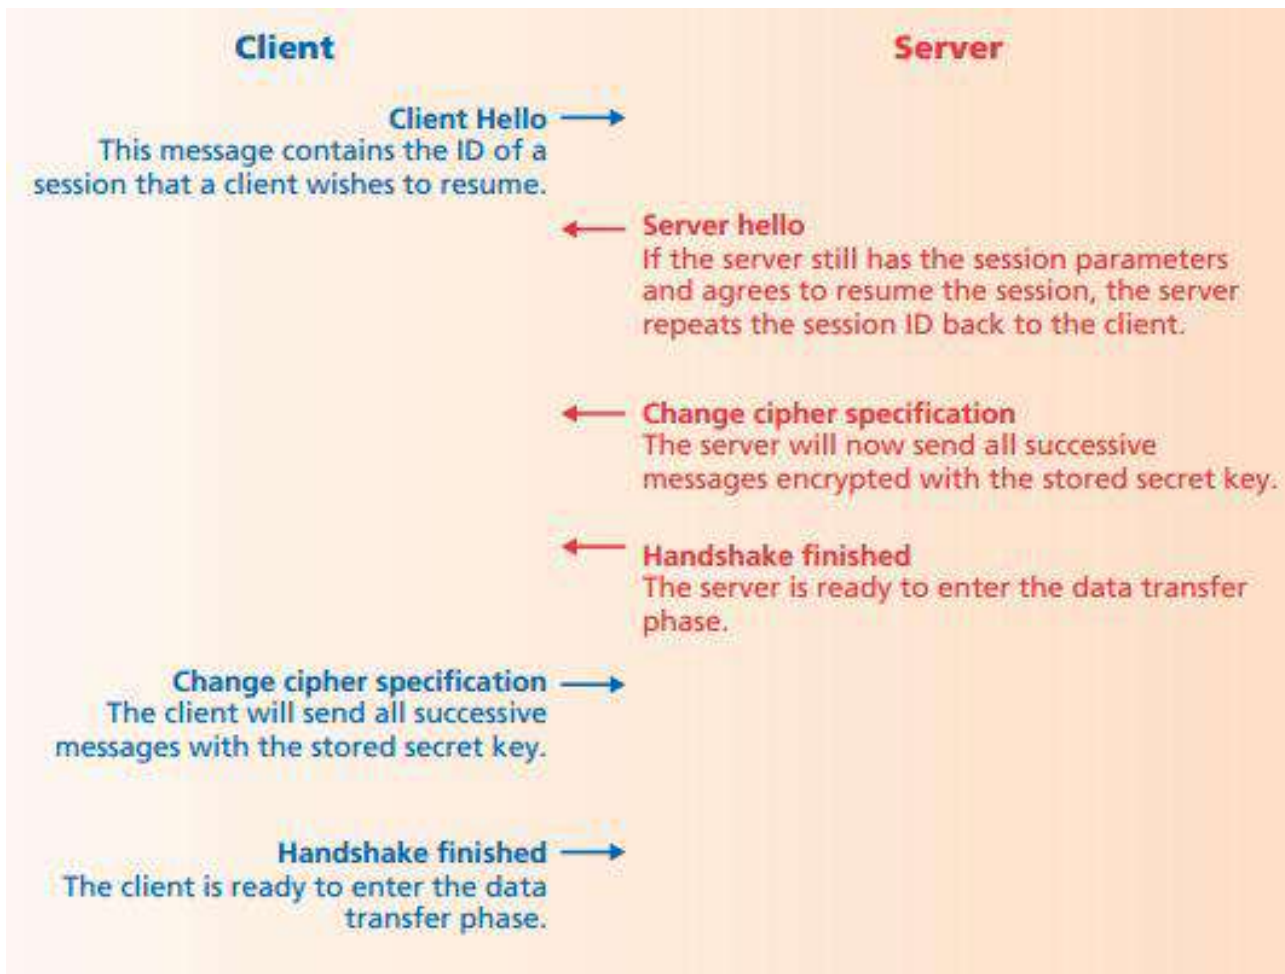 Client
Server
Client Hello
This message contains the ID of a
session that a client wishes to resume.
Server hello
If the server still has the session parameters
and agrees to resume the session, the server
repeats the session ID back to the client.
Change cipher specification
The server will now send all successive
messages encrypted with the stored secret key.
Handshake finished
The server is ready to enter the data transfer
phase.
Change cipher specification
The client will send all successive
messages with the stored secret key.
Handshake finished
The client is ready to enter the data
transfer phase.